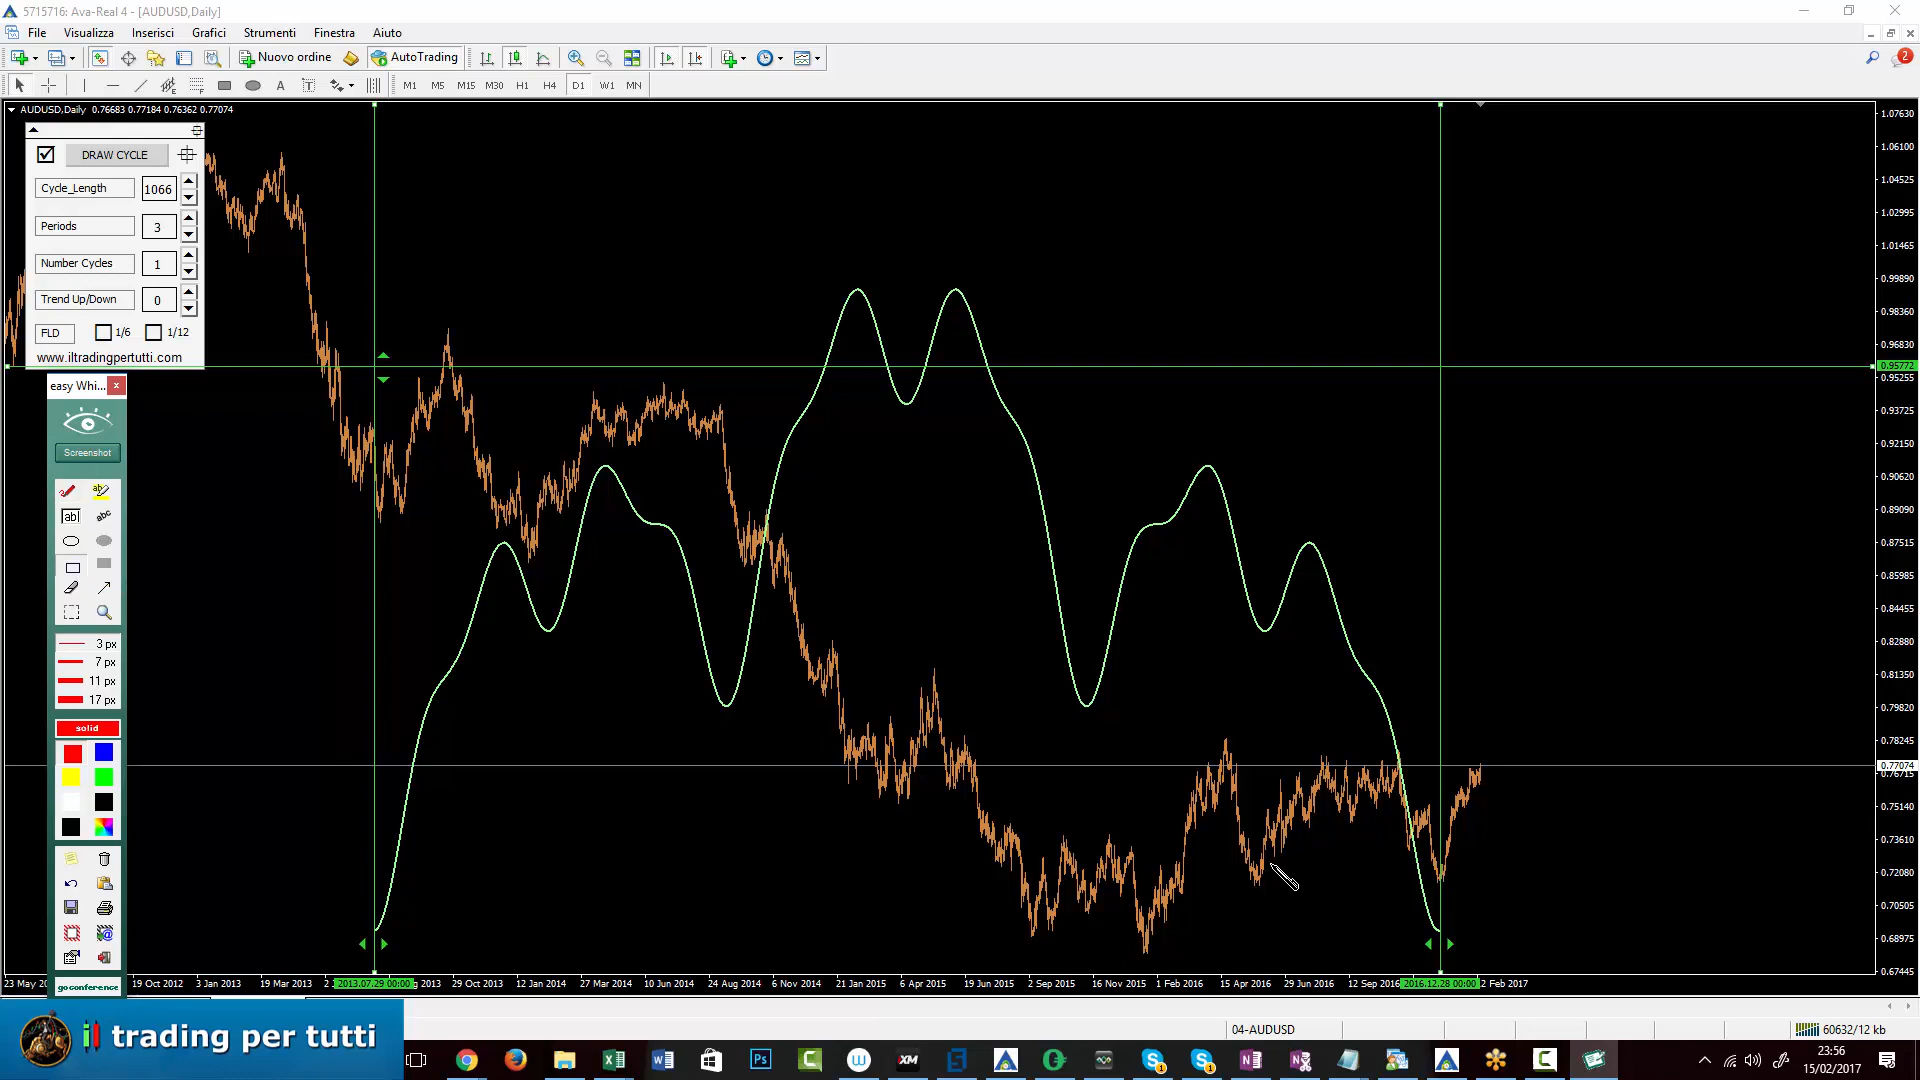 5715716: Ava-Real 4 - [AUDUSD,Daily]
File Visualizza Inserisci Grafici Strumenti Finestra Aiuto
Nuovo ordine AutoTrading
2
A T M1 M5 M15 M30 H1 H4 D1 W1 MN
AUDUSD,Daily 0.76683 0.77184 0.76362 0.77074
DRAW CYCLE
Cycle_Length 1066
Periods 3
Number Cycles 1
Trend Up/Down 0
FLD 1/6 1/12
www.iltradingpertutti.com
easy Whi...
Screenshot
ab
ab abc
3 px
7 px
11 px
17 px
solid
goconference
1.07630
1.06100
1.04525
1.02995
1.01465
0.99890
0.98360
0.96830
0.95772
0.95255
0.93725
0.92150
0.90620
0.89090
0.87515
0.85985
0.84455
0.82880
0.81350
0.79820
0.78245
0.77074
0.76715
0.75140
0.73610
0.72080
0.70505
0.68975
0.67445
23 May 19 Oct 2012 3 Jan 2013 19 Mar 2013 2013.07.29 00:00 g 2013 29 Oct 2013 12 Jan 2014 27 Mar 2014 10 Jun 2014 24 Aug 2014 6 Nov 2014 21 Jan 2015 6 Apr 2015 19 Jun 2015 2 Sep 2015 16 Nov 2015 1 Feb 2016 15 Apr 2016 29 Jun 2016 12 Sep 2016 2016.12.28 00:00 2 Feb 2017
04-AUDUSD 60632/12 kb
il trading per tutti
XM
1 1
23:56
15/02/2017